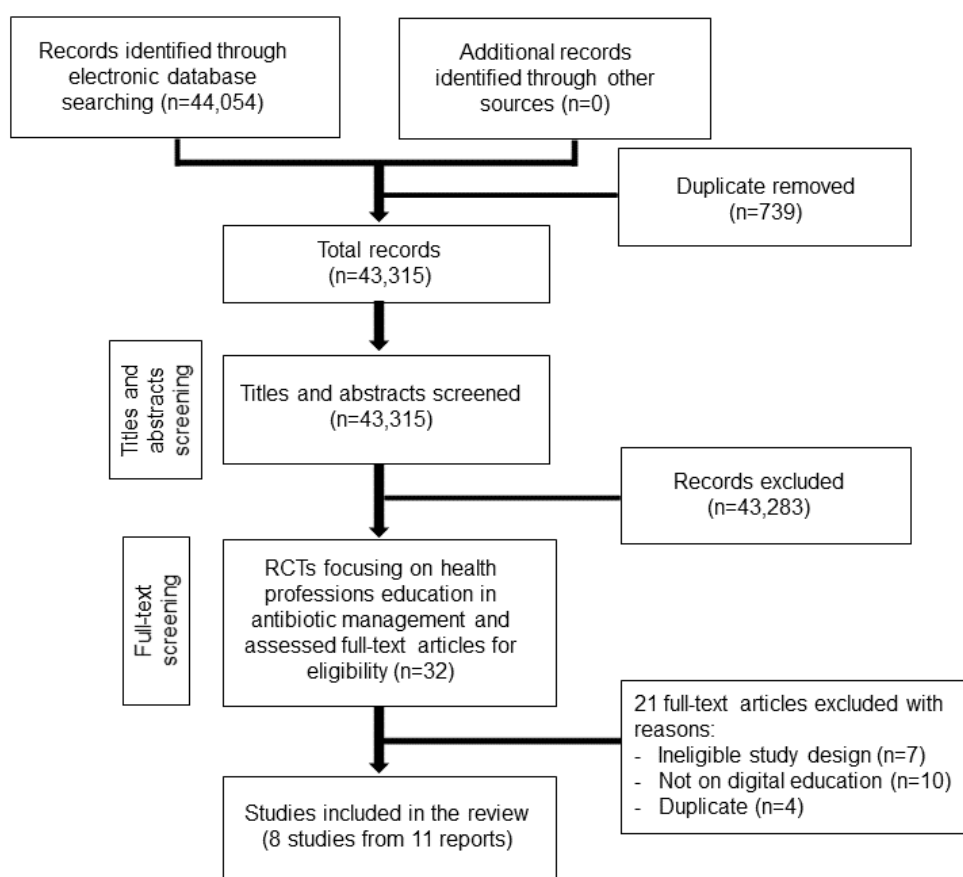 Records identified through
electronic database
searching (n=44,054)
Additional records
identified through other
sources (n=0)
Duplicate removed
(n=739)
Total records
(n=43,315)
Titles and
abstracts
screening
Titles and abstracts screened
(n=43,315)
Records excluded
(n=43,283)
Full-text
screening
RCTs focusing on health
professions education in
antibiotic management and
assessed full-text articles for
eligibility (n=32)
21 full-text articles excluded with
reasons:
- Ineligible study design (n=7)
- Not on digital education (n=10)
- Duplicate (n=4)
Studies included in the review
(8 studies from 11 reports)